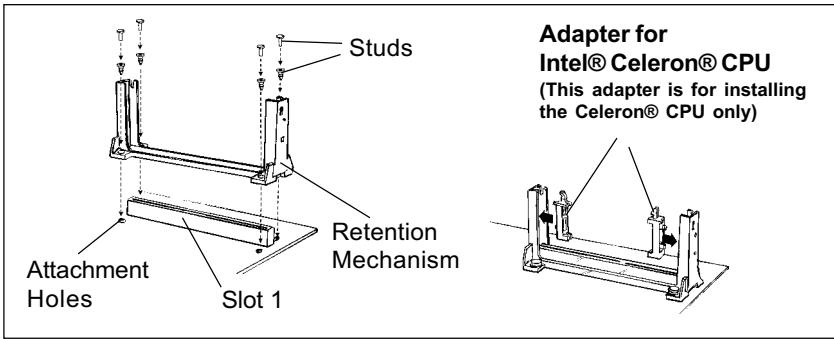 Studs
Retention
Mechanism
Attachment
Holes
Slot 1
Adapter for
Intel® Celeron® CPU
(This adapter is for installing
the Celeron® CPU only)